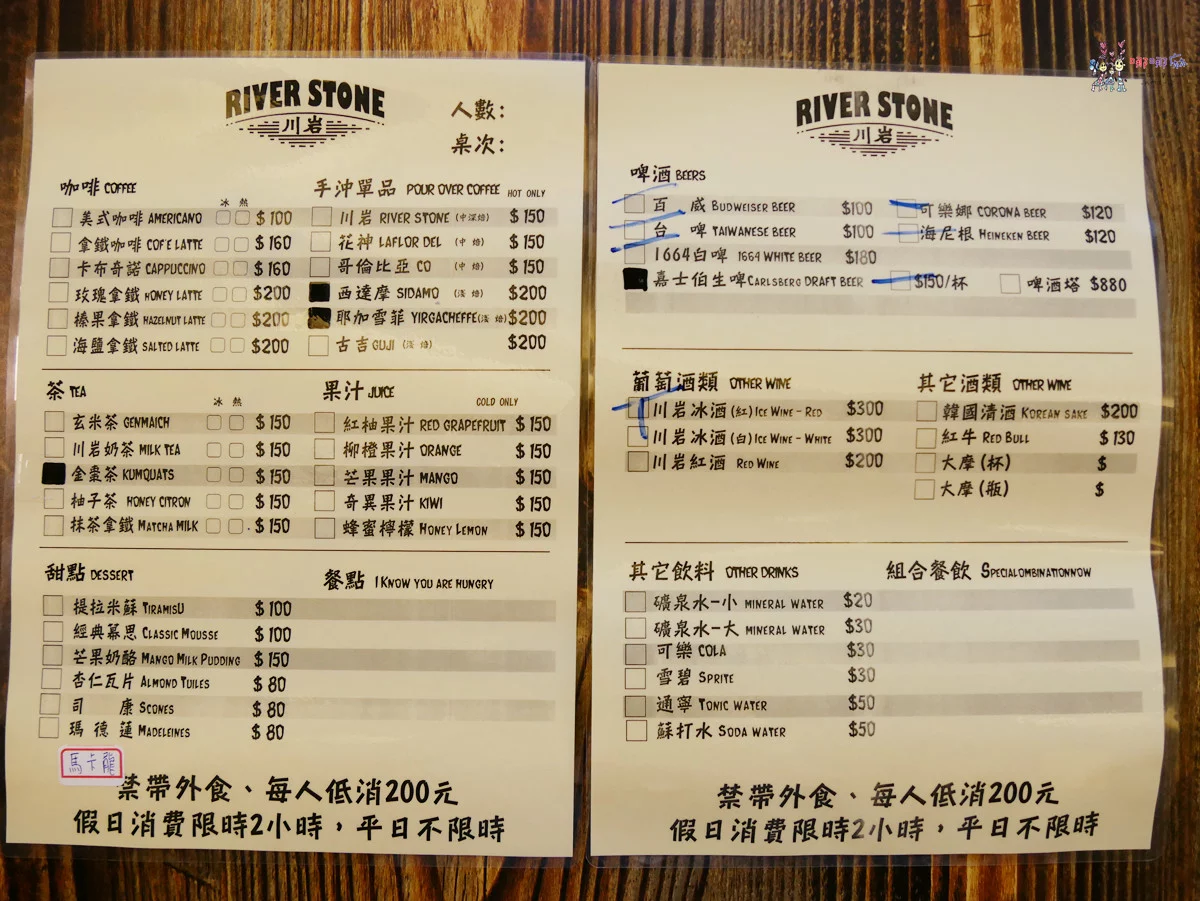 RIVER STONE
川岩
人數:
桌次:
咖啡 COFFEE
冰 熱
美式咖啡 AMERICANO $100
拿鐵咖啡 COF'E LATTE $160
卡布奇諾 CAPPUCCINO $160
玫瑰拿鐵 HONEY LATTE $200
榛果拿鐵 HAZELNUT LATTE $200
海鹽拿鐵 SALTED LATTE $200
手沖單品 POUR OVER COFFEE HOT ONLY
川岩 RIVER STONE (中深焙) $150
花神 LAFLOR DEL (中 焙) $150
哥倫比亞 CO (中 焙) $150
西達摩 SIDAMO (淺 焙) $200
耶加雪菲 YIRGACHEFFE (淺 焙) $200
古吉 GUJI (淺 焙) $200
茶 TEA
冰 熱
玄米茶 GENMAICH $150
川岩奶茶 MILK TEA $150
金棗茶 KUMQUATS $150
柚子茶 HONEY CITRON $150
抹茶拿鐵 MATCHA MILK $150
果汁 JUICE
COLD ONLY
紅柚果汁 RED GRAPEFRUIT $150
柳橙果汁 ORANGE $150
芒果果汁 MANGO $150
奇異果汁 KIWI $150
蜂蜜檸檬 HONEY LEMON $150
甜點 DESSERT
提拉米蘇 TIRAMISU $100
經典慕思 CLASSIC MOUSSE $100
芒果奶酪 MANGO MILK PUDDING $150
杏仁瓦片 ALMOND TUILES $80
司 康 SCONES $80
瑪德蓮 MADELEINES $80
馬卡龍
餐點 I KNOW YOU ARE HUNGRY
禁帶外食、每人低消200元
假日消費限時2小時，平日不限時
RIVER STONE
川岩
啤酒 BEERS
百 威 BUDWEISER BEER $100
台 啤 TAIWANESE BEER $100
1664白啤 1664 WHITE BEER $180
嘉士伯生啤 CARLSBERG DRAFT BEER $150/杯 啤酒塔 $880
可樂娜 CORONA BEER $120
海尼根 HEINEKEN BEER $120
葡萄酒類 OTHER WINE
川岩冰酒(紅) ICE WINE - RED $300
川岩冰酒(白) ICE WINE - WHITE $300
川岩紅酒 RED WINE $200
其它酒類 OTHER WINE
韓國清酒 KOREAN SAKE $200
紅牛 RED BULL $130
大摩(杯) $
大摩(瓶) $
其它飲料 OTHER DRINKS
礦泉水-小 MINERAL WATER $20
礦泉水-大 MINERAL WATER $30
可樂 COLA $30
雪碧 SPRITE $30
通寧 TONIC WATER $50
蘇打水 SODA WATER $50
組合餐飲 SPECIALOMBINATIONNOW
禁帶外食、每人低消200元
假日消費限時2小時，平日不限時